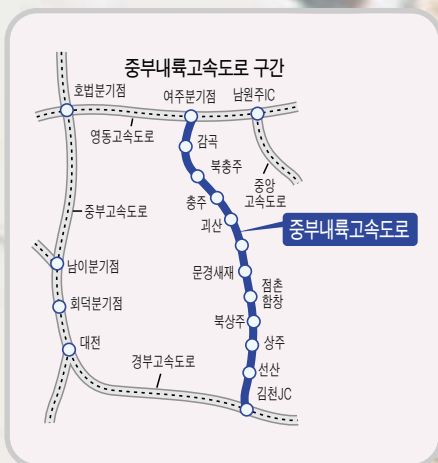 중부내륙고속도로 구간
호법분기점
여주분기점
남원주IC
영동고속도로
감곡
북충주
중앙
고속도로
충주
괴산
중부고속도로
중부내륙고속도로
남이분기점
문경새재
점촌
함창
회덕분기점
북상주
대전
상주
경부고속도로
선산
김천JC